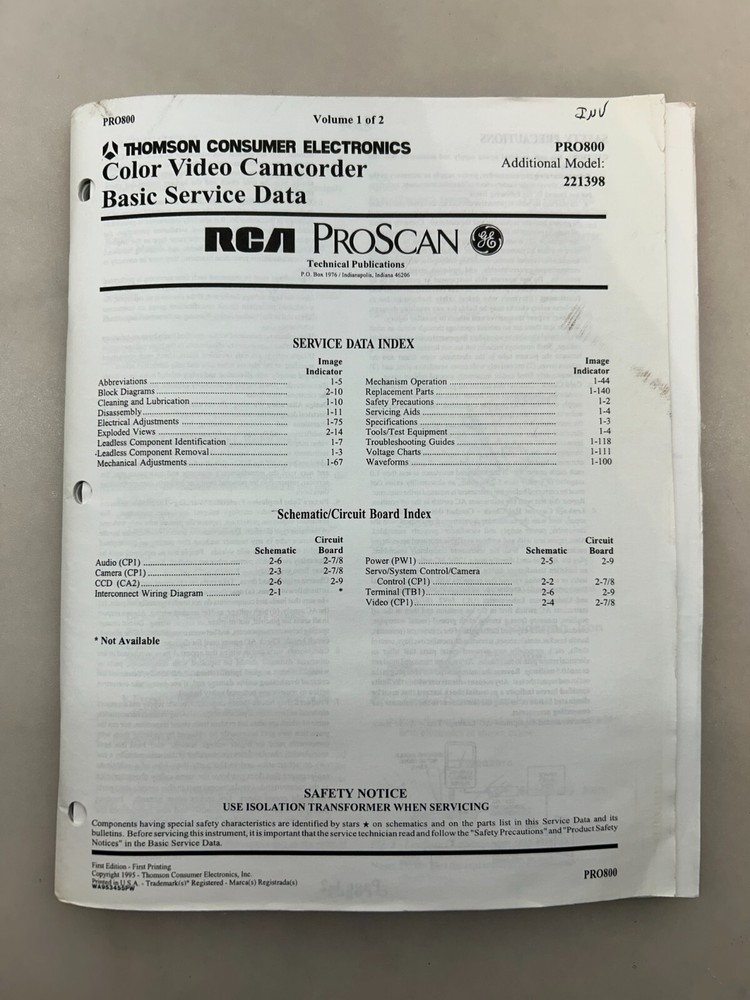 PRO800
Volume 1 of 2
INV
THOMSON CONSUMER ELECTRONICS
Color Video Camcorder
Basic Service Data
PRO800
Additional Model:
221398
RCA PROSCAN GE
Technical Publications
P.O. Box 1976 / Indianapolis, Indiana 46206
SERVICE DATA INDEX
Image
Indicator
Abbreviations 1-5
Block Diagrams 2-10
Cleaning and Lubrication 1-10
Disassembly 1-11
Electrical Adjustments 1-75
Exploded Views 2-14
Leadless Component Identification 1-7
Leadless Component Removal 1-3
Mechanical Adjustments 1-67
Image
Indicator
Mechanism Operation 1-44
Replacement Parts 1-140
Safety Precautions 1-2
Servicing Aids 1-4
Specifications 1-3
Tools/Test Equipment 1-4
Troubleshooting Guides 1-118
Voltage Charts 1-111
Waveforms 1-100
Schematic/Circuit Board Index
Circuit
Schematic Board
Audio (CP1) 2-6 2-7/8
Camera (CP1) 2-3 2-7/8
CCD (CA2) 2-6 2-9
Interconnect Wiring Diagram 2-1 *
Circuit
Schematic Board
Power (PW1) 2-5 2-9
Servo/System Control/Camera
Control (CP1) 2-2 2-7/8
Terminal (TB1) 2-6 2-9
Video (CP1) 2-4 2-7/8
* Not Available
SAFETY NOTICE
USE ISOLATION TRANSFORMER WHEN SERVICING
Components having special safety characteristics are identified by stars ★ on schematics and on the parts list in this Service Data and its
bulletins. Before servicing this instrument, it is important that the service technician read and follow the "Safety Precautions" and "Product Safety
Notices" in the Basic Service Data.
First Edition - First Printing
Copyright 1995 - Thomson Consumer Electronics, Inc.
Printed in U.S.A. - Trademark(s)® Registered - Marca(s) Registrada(s)
WA953455PW
PRO800